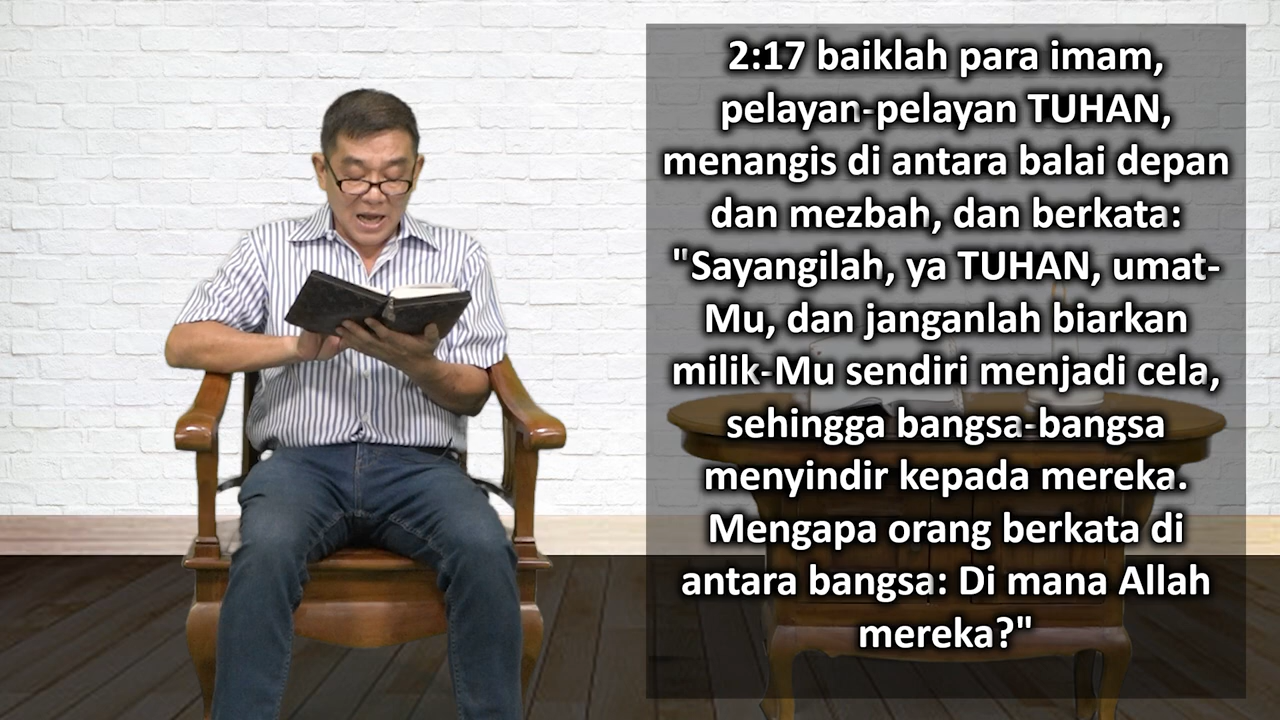 2:17 baiklah para imam,
pelayan-pelayan TUHAN,
menangis di antara balai depan
dan mezbah, dan berkata:
"Sayangilah, ya TUHAN, umat-
Mu, dan janganlah biarkan
milik-Mu sendiri menjadi cela,
sehingga bangsa-bangsa
menyindir kepada mereka.
Mengapa orang berkata di
antara bangsa: Di mana Allah
mereka?"